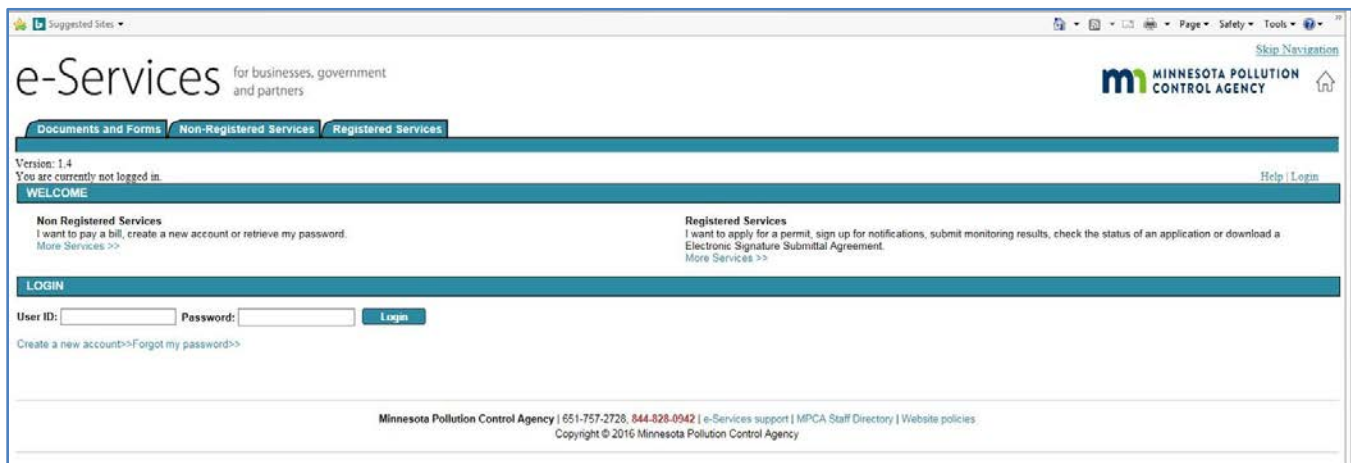 Suggested Sites
Page Safety Tools
Skip Navigation
e-Services for businesses, government and partners
MINNESOTA POLLUTION CONTROL AGENCY
Documents and Forms Non-Registered Services Registered Services
Version: 1.4
You are currently not logged in.
Help | Login
WELCOME
Non Registered Services
I want to pay a bill, create a new account or retrieve my password.
More Services >>
Registered Services
I want to apply for a permit, sign up for notifications, submit monitoring results, check the status of an application or download a
Electronic Signature Submittal Agreement.
More Services >>
LOGIN
User ID: Password: Login
Create a new account>>Forgot my password>>
Minnesota Pollution Control Agency | 651-757-2728, 844-828-0942 | e-Services support | MPCA Staff Directory | Website policies
Copyright © 2016 Minnesota Pollution Control Agency